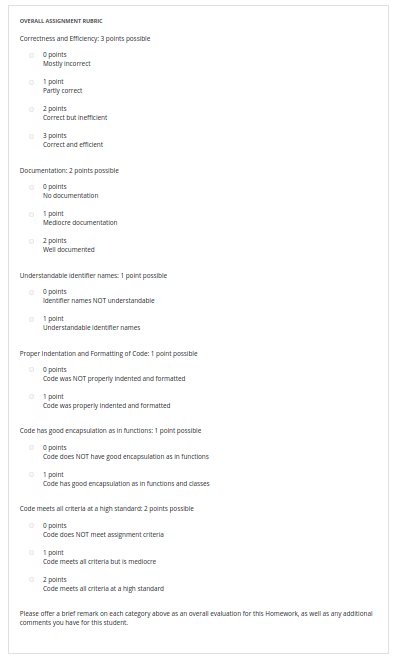 OVERALL ASSIGNMENT RUBRIC
Correctness and Efficiency: 3 points possible
0 points
Mostly incorrect
1 point
Partly correct
2 points
Correct but inefficient
3 points
Correct and efficient
Documentation: 2 points possible
0 points
No documentation
1 point
Mediocre documentation
2 points
Well documented
Understandable identifier names: 1 point possible
0 points
Identifier names NOT understandable
1 point
Understandable identifier names
Proper Indentation and Formatting of Code: 1 point possible
0 points
Code was NOT properly indented and formatted
1 point
Code was properly indented and formatted
Code has good encapsulation as in functions: 1 point possible
0 points
Code does NOT have good encapsulation as in functions
1 point
Code has good encapsulation as in functions and classes
Code meets all criteria at a high standard: 2 points possible
0 points
Code does NOT meet assignment criteria
1 point
Code meets all criteria but is mediocre
2 points
Code meets all criteria at a high standard
Please offer a brief remark on each category above as an overall evaluation for this Homework, as well as any additional
comments you have for this student.